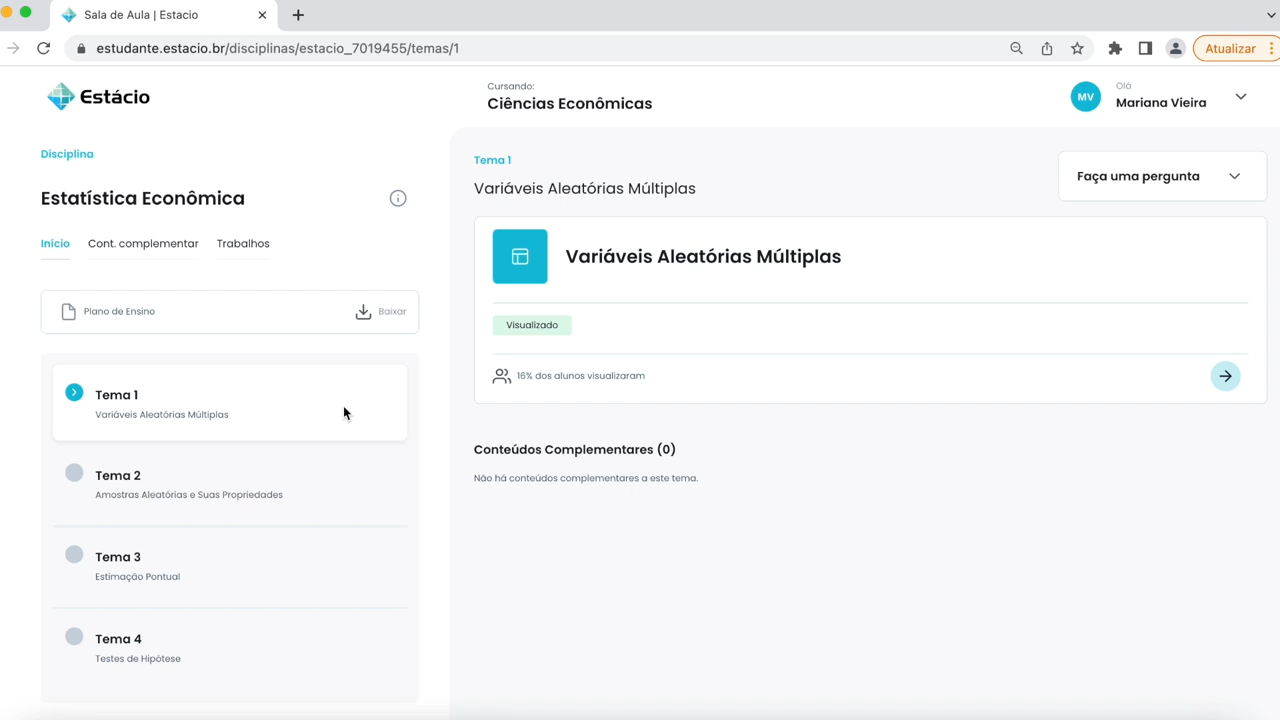 Sala de Aula | Estacio
estudante.estacio.br/disciplinas/estacio_7019455/temas/1
Atualizar
Estácio
Cursando:
Ciências Econômicas
MV
Olá
Mariana Vieira
Disciplina
Estatística Econômica
Início
Cont. complementar
Trabalhos
Plano de Ensino
Baixar
Tema 1
Variáveis Aleatórias Múltiplas
Tema 2
Amostras Aleatórias e Suas Propriedades
Tema 3
Estimação Pontual
Tema 4
Testes de Hipótese
Tema 1
Variáveis Aleatórias Múltiplas
Faça uma pergunta
Variáveis Aleatórias Múltiplas
Visualizado
16% dos alunos visualizaram
Conteúdos Complementares (0)
Não há conteúdos complementares a este tema.